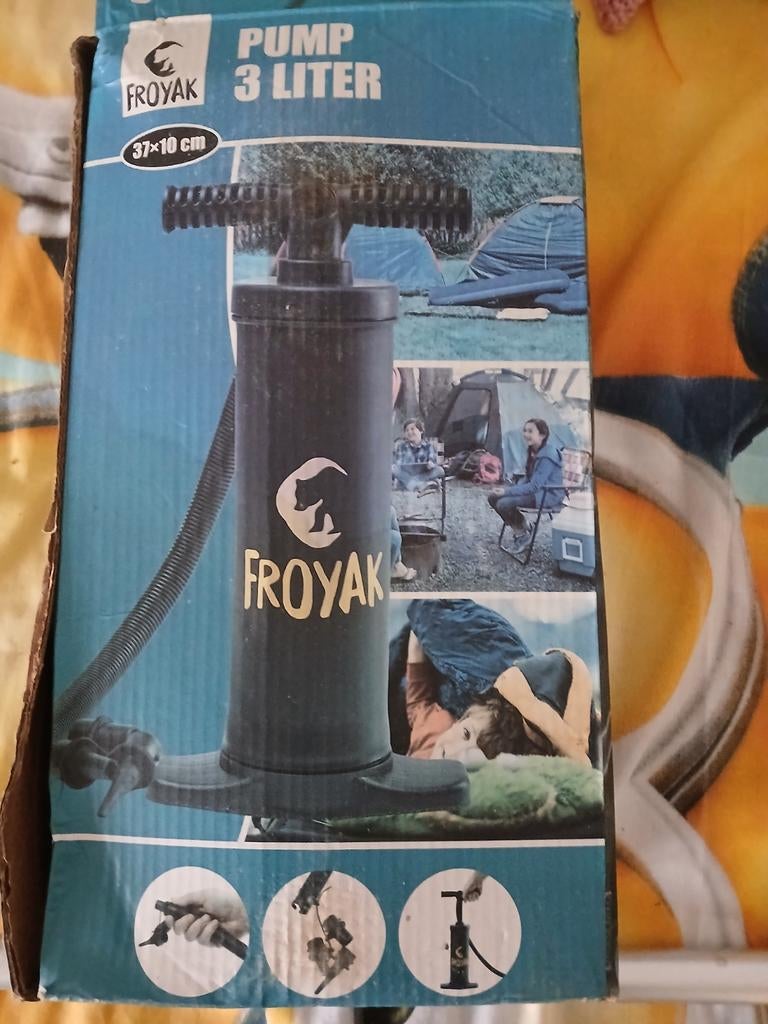 PUMP
3 LITER
FROYAK
37×10 cm
FROYAK